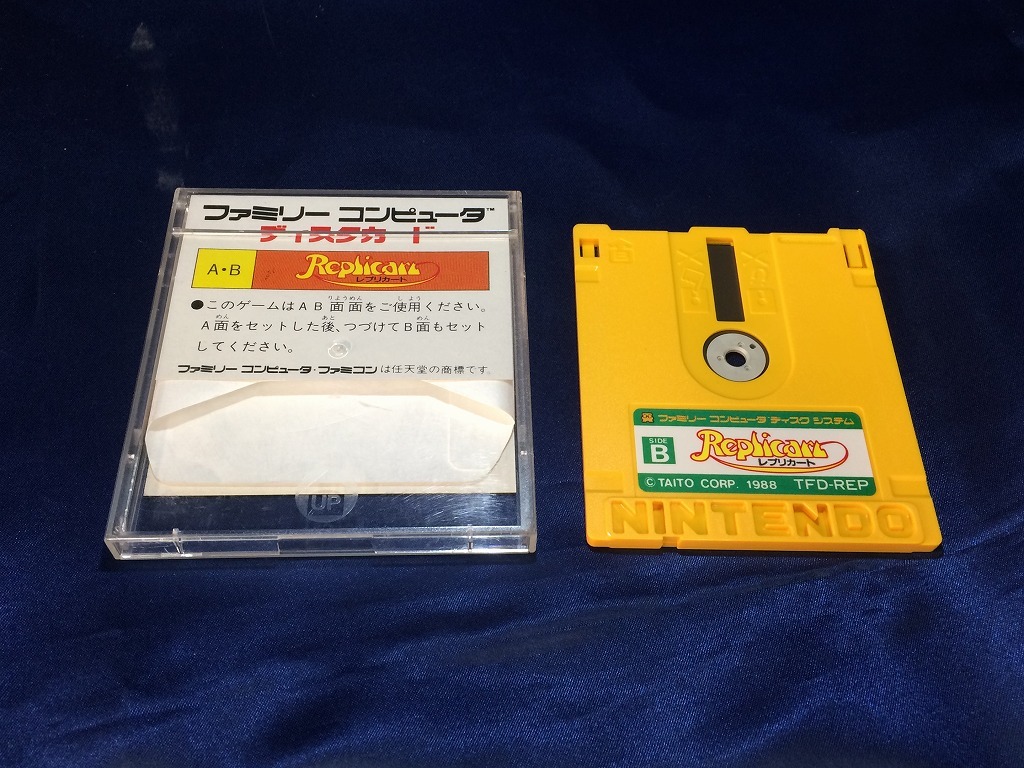 ファミリー コンピュータ™
ディスクカード
A・B
Replicart
レプリカート
●このゲームはAB両面をご使用ください。
A面をセットした後、つづけてB面もセット
してください。
ファミリー コンピュータ・ファミコンは任天堂の商標です。
UP
ファミリー コンピュータ ディスク システム
SIDE
B
Replicart
レプリカート
© TAITO CORP. 1988 TFD-REP
NINTENDO